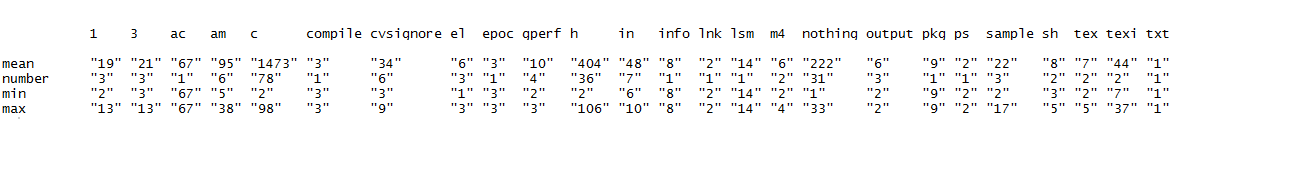 1 3 ac am c compile cvsignore el epoc gperf h in info lnk lsm m4 nothing output pkg ps sample sh tex texi txt
mean "19" "21" "67" "95" "1473" "3" "34" "6" "3" "10" "404" "48" "8" "2" "14" "6" "222" "6" "9" "2" "22" "8" "7" "44" "1"
number "3" "3" "1" "6" "78" "1" "6" "3" "1" "4" "36" "7" "1" "1" "1" "2" "31" "3" "1" "1" "3" "2" "2" "2" "1"
min "2" "3" "67" "5" "2" "3" "3" "1" "3" "2" "2" "6" "8" "2" "14" "2" "1" "2" "9" "2" "2" "3" "2" "7" "1"
max "13" "13" "67" "38" "98" "3" "9" "3" "3" "3" "106" "10" "8" "2" "14" "4" "33" "2" "9" "2" "17" "5" "5" "37" "1"